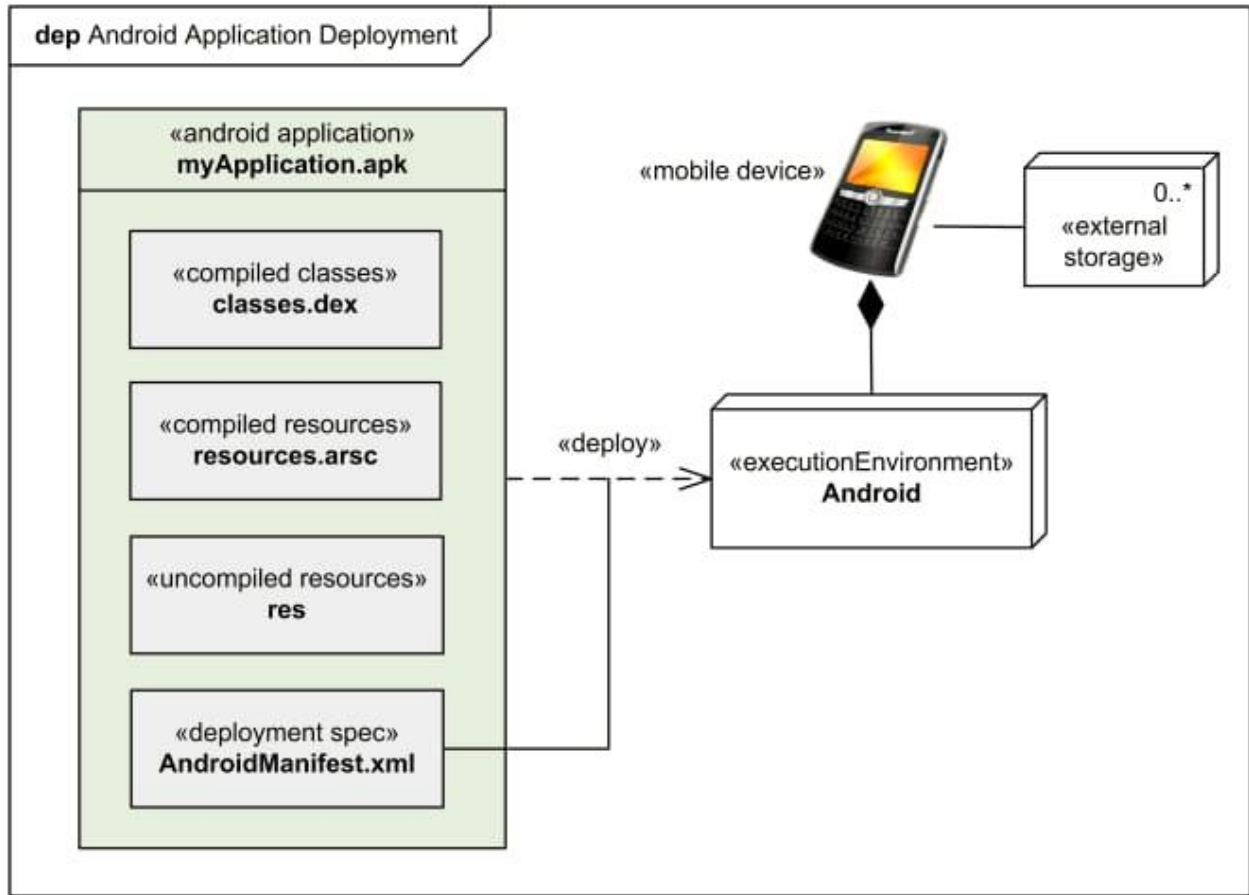 dep Android Application Deployment
«android application»
myApplication.apk
«compiled classes»
classes.dex
«compiled resources»
resources.arsc
«uncompiled resources»
res
«deployment spec»
AndroidManifest.xml
«deploy»
«mobile device»
0..*
«external
storage»
«executionEnvironment»
Android